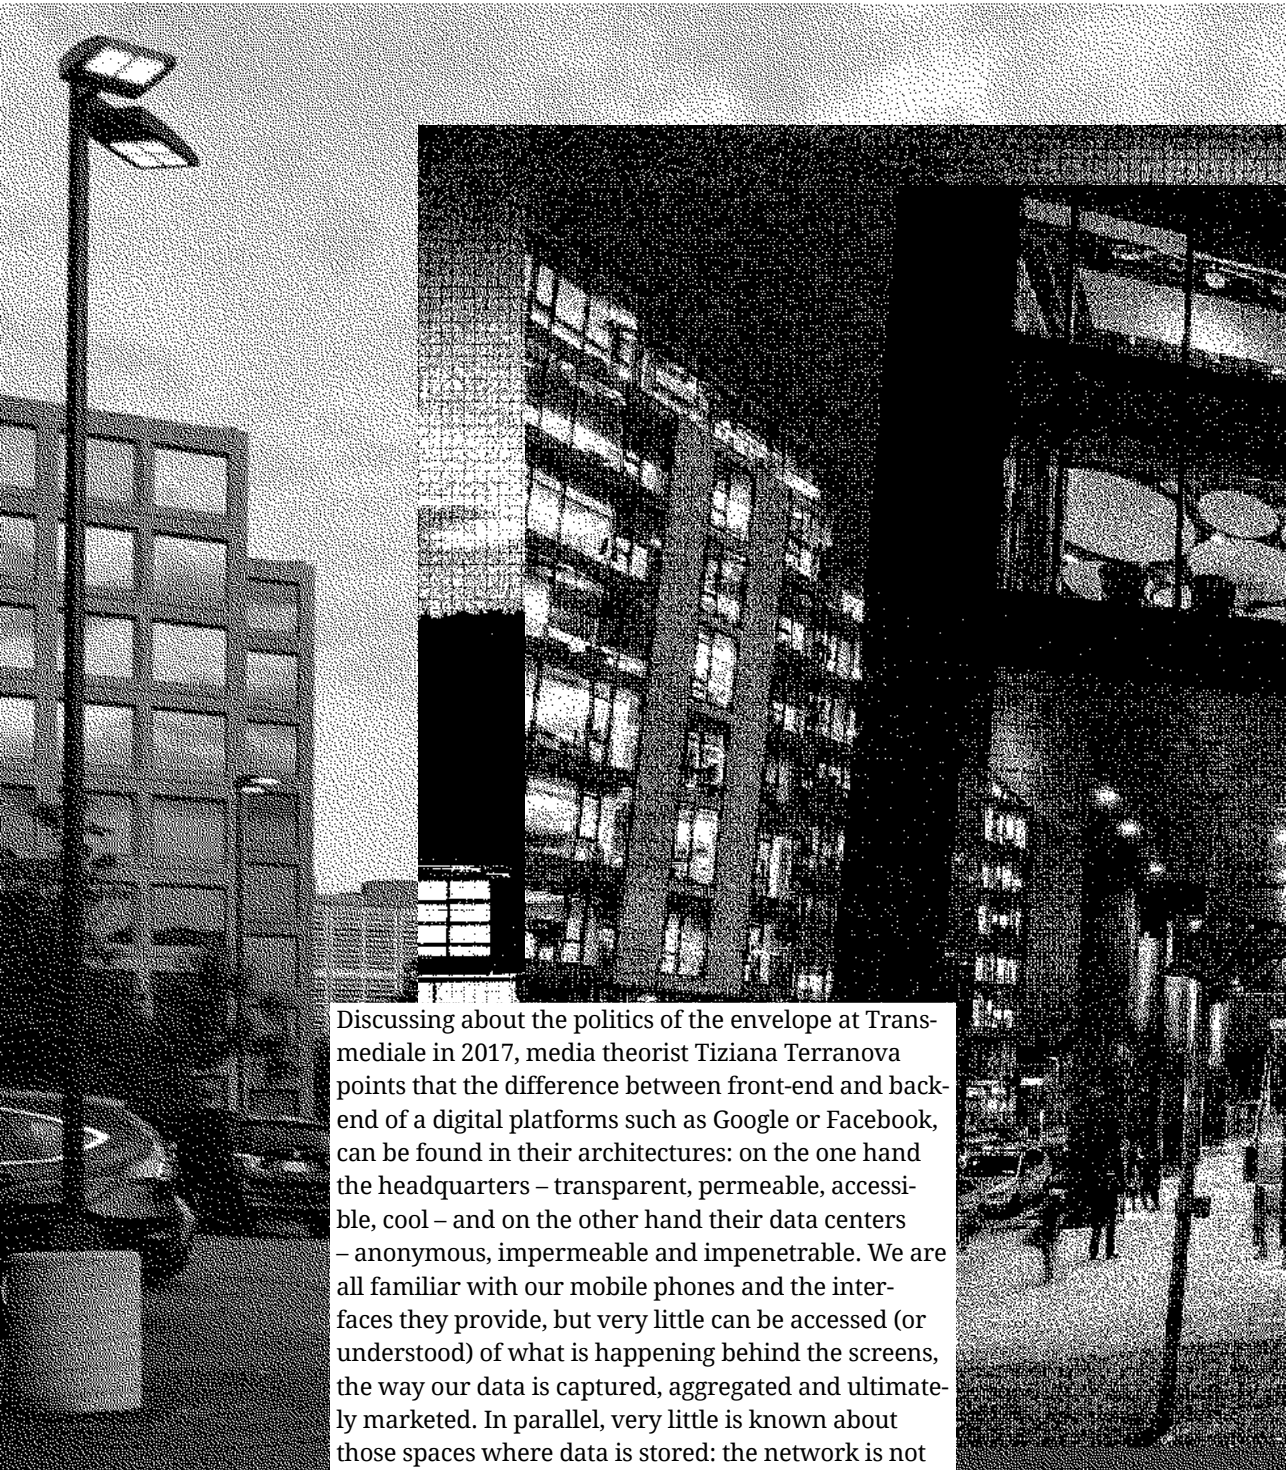 Discussing about the politics of the envelope at Trans-
mediale in 2017, media theorist Tiziana Terranova
points that the difference between front-end and back-
end of a digital platforms such as Google or Facebook,
can be found in their architectures: on the one hand
the headquarters – transparent, permeable, accessi-
ble, cool – and on the other hand their data centers
– anonymous, impermeable and impenetrable. We are
all familiar with our mobile phones and the inter-
faces they provide, but very little can be accessed (or
understood) of what is happening behind the screens,
the way our data is captured, aggregated and ultimate-
ly marketed. In parallel, very little is known about
those spaces where data is stored: the network is not